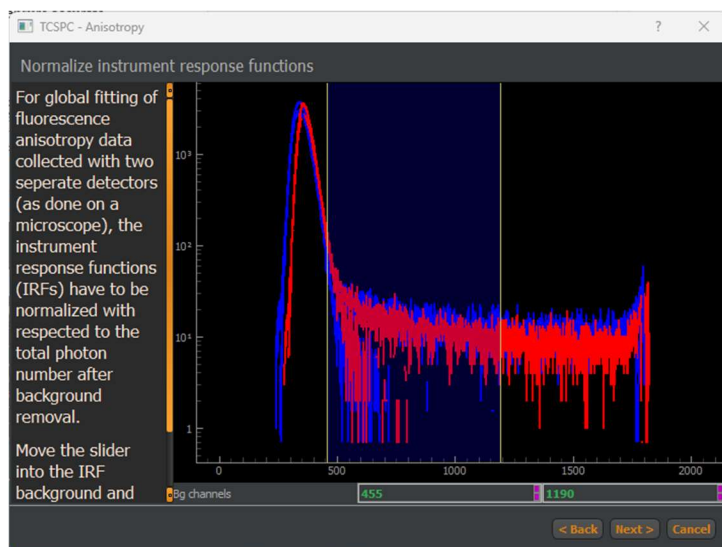 TCSPC - Anisotropy
?
Normalize instrument response functions
For global fitting of
fluorescence
anisotropy data
collected with two
seperate detectors
(as done on a
microscope), the
instrument
response functions
(IRFs) have to be
normalized with
respected to the
total photon
number after
background
removal.
Move the slider
into the IRF
background and
10³
10²
10¹
1
0 500 1000 1500 2000
Bg channels 455 1190
< Back Next > Cancel